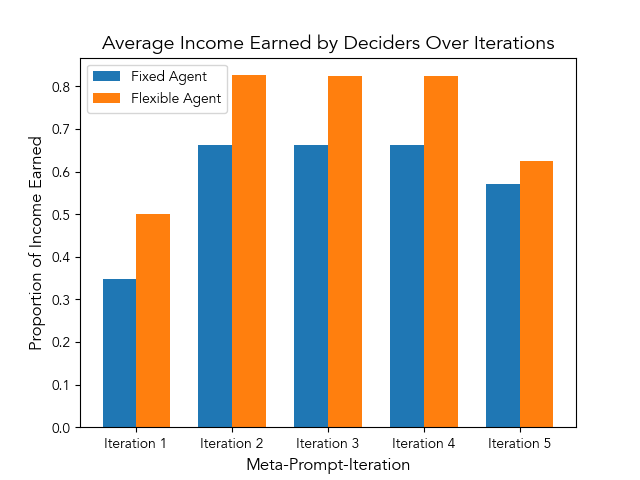 Average Income Earned by Deciders Over Iterations
Fixed Agent
Flexible Agent
Proportion of Income Earned
0.8
0.7
0.6
0.5
0.4
0.3
0.2
0.1
0.0
Iteration 1 Iteration 2 Iteration 3 Iteration 4 Iteration 5
Meta-Prompt-Iteration